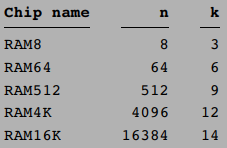 Chip name n k
RAM8 8 3
RAM64 64 6
RAM512 512 9
RAM4K 4096 12
RAM16K 16384 14